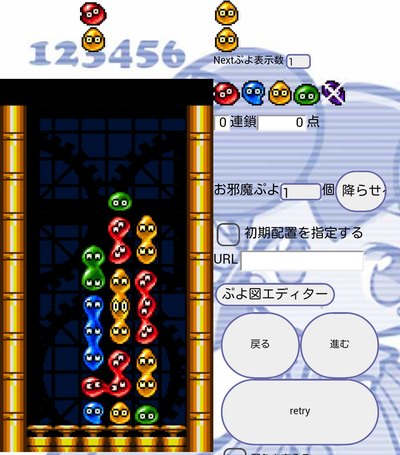 123456
Nextぷよ表示数 1
0 連鎖 0 点
お邪魔ぷよ 1 個 降らせ
初期配置を指定する
URL
ぷよ図エディター
戻る 進む
retry